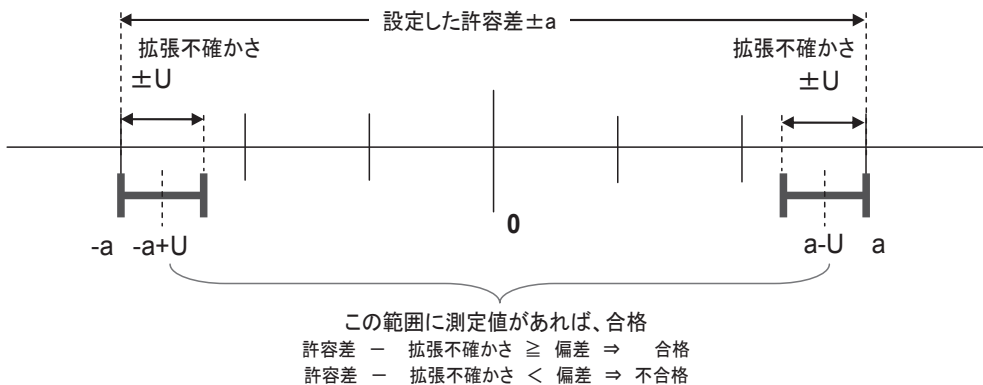 設定した許容差±a
拡張不確かさ
±U
拡張不確かさ
±U
0
-a -a+U
a-U a
この範囲に測定値があれば、合格
許容差 － 拡張不確かさ ≧ 偏差 ⇒ 合格
許容差 － 拡張不確かさ ＜ 偏差 ⇒ 不合格